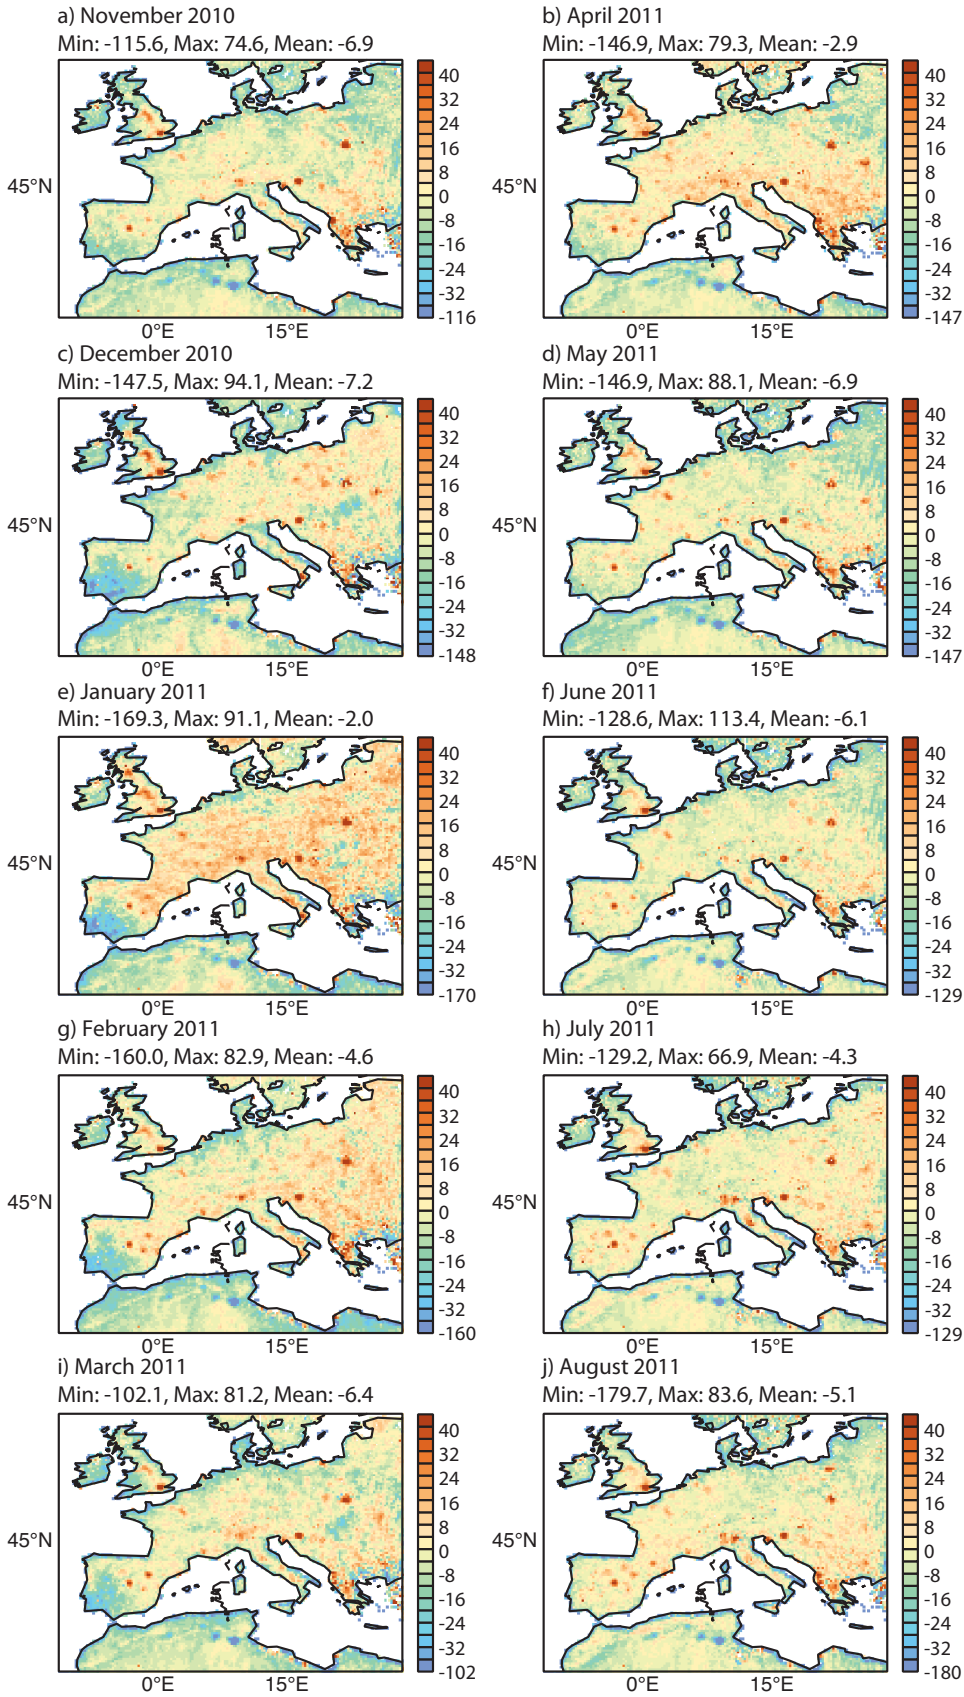 a) November 2010
Min: -115.6, Max: 74.6, Mean: -6.9
40
32
24
16
8
0
-8
-16
-24
-32
-116
45°N
0°E
15°E
b) April 2011
Min: -146.9, Max: 79.3, Mean: -2.9
40
32
24
16
8
0
-8
-16
-24
-32
-147
45°N
0°E
15°E
c) December 2010
Min: -147.5, Max: 94.1, Mean: -7.2
40
32
24
16
8
0
-8
-16
-24
-32
-148
45°N
0°E
15°E
d) May 2011
Min: -146.9, Max: 88.1, Mean: -6.9
40
32
24
16
8
0
-8
-16
-24
-32
-147
45°N
0°E
15°E
e) January 2011
Min: -169.3, Max: 91.1, Mean: -2.0
40
32
24
16
8
0
-8
-16
-24
-32
-170
45°N
0°E
15°E
f) June 2011
Min: -128.6, Max: 113.4, Mean: -6.1
40
32
24
16
8
0
-8
-16
-24
-32
-129
45°N
0°E
15°E
g) February 2011
Min: -160.0, Max: 82.9, Mean: -4.6
40
32
24
16
8
0
-8
-16
-24
-32
-160
45°N
0°E
15°E
h) July 2011
Min: -129.2, Max: 66.9, Mean: -4.3
40
32
24
16
8
0
-8
-16
-24
-32
-129
45°N
0°E
15°E
i) March 2011
Min: -102.1, Max: 81.2, Mean: -6.4
40
32
24
16
8
0
-8
-16
-24
-32
-102
45°N
0°E
15°E
j) August 2011
Min: -179.7, Max: 83.6, Mean: -5.1
40
32
24
16
8
0
-8
-16
-24
-32
-180
45°N
0°E
15°E